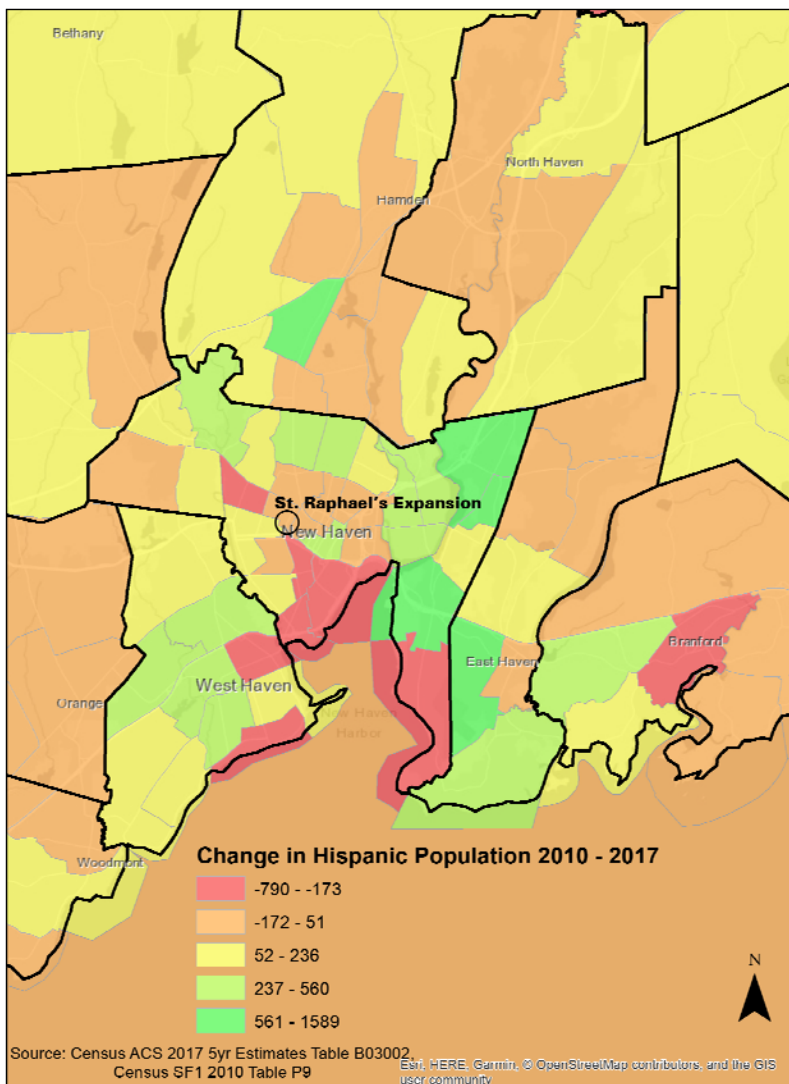 Bethany
North Haven
Hamden
St. Raphael's Expansion
New Haven
Branford
East Haven
West Haven
Orange
New Haven
Harbor
Woodmont
Change in Hispanic Population 2010 - 2017
-790 - -173
-172 - 51
52 - 236
237 - 560
561 - 1589
N
Source: Census ACS 2017 5yr Estimates Table B03002,
Census SF1 2010 Table P9
Esri, HERE, Garmin, © OpenStreetMap contributors, and the GIS
user community